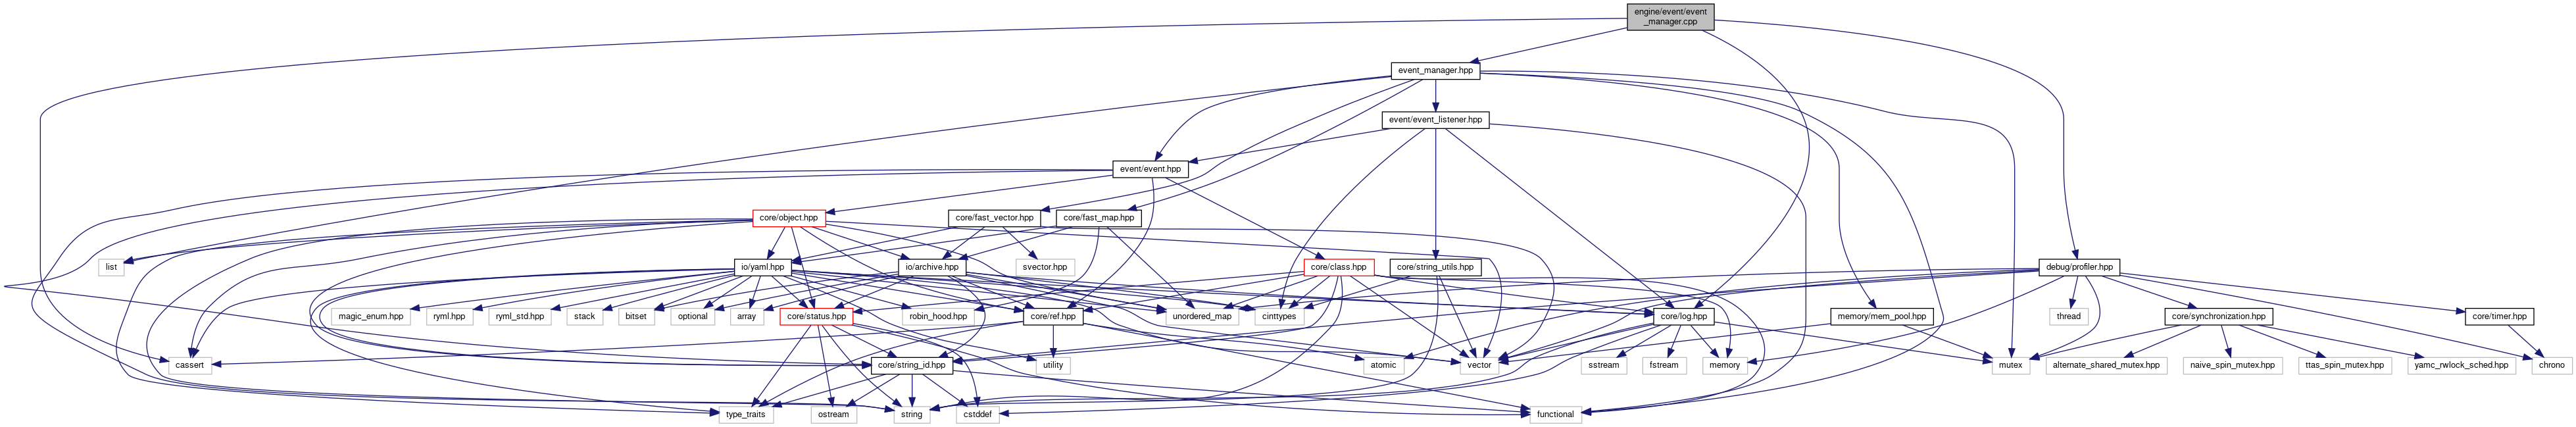 engine/event/event
_manager.cpp
event_manager.hpp
event/event_listener.hpp
event/event.hpp
core/object.hpp
core/fast_vector.hpp
core/fast_map.hpp
list
io/yaml.hpp
io/archive.hpp
svector.hpp
core/class.hpp
core/string_utils.hpp
debug/profiler.hpp
magic_enum.hpp
ryml.hpp
ryml_std.hpp
stack
bitset
optional
array
core/status.hpp
robin_hood.hpp
core/ref.hpp
unordered_map
cinttypes
core/log.hpp
memory/mem_pool.hpp
thread
core/synchronization.hpp
core/timer.hpp
cassert
core/string_id.hpp
utility
atomic
vector
sstream
fstream
memory
mutex
alternate_shared_mutex.hpp
naive_spin_mutex.hpp
ttas_spin_mutex.hpp
yamc_rwlock_sched.hpp
chrono
type_traits
ostream
string
cstddef
functional